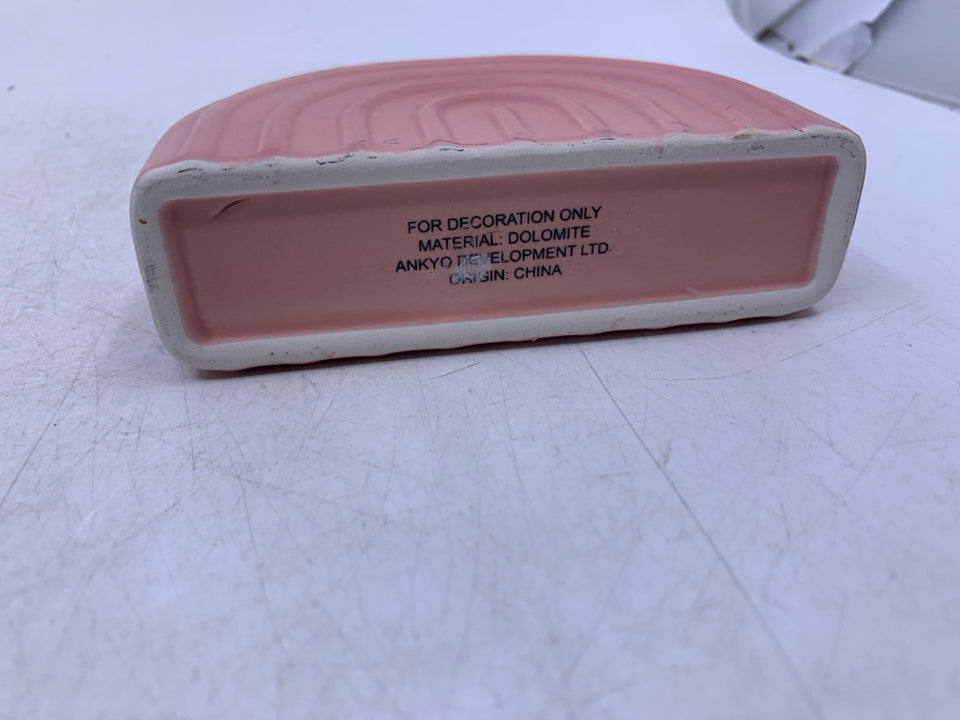 FOR DECORATION ONLY
MATERIAL: DOLOMITE
ANKYO DEVELOPMENT LTD.
ORIGIN: CHINA